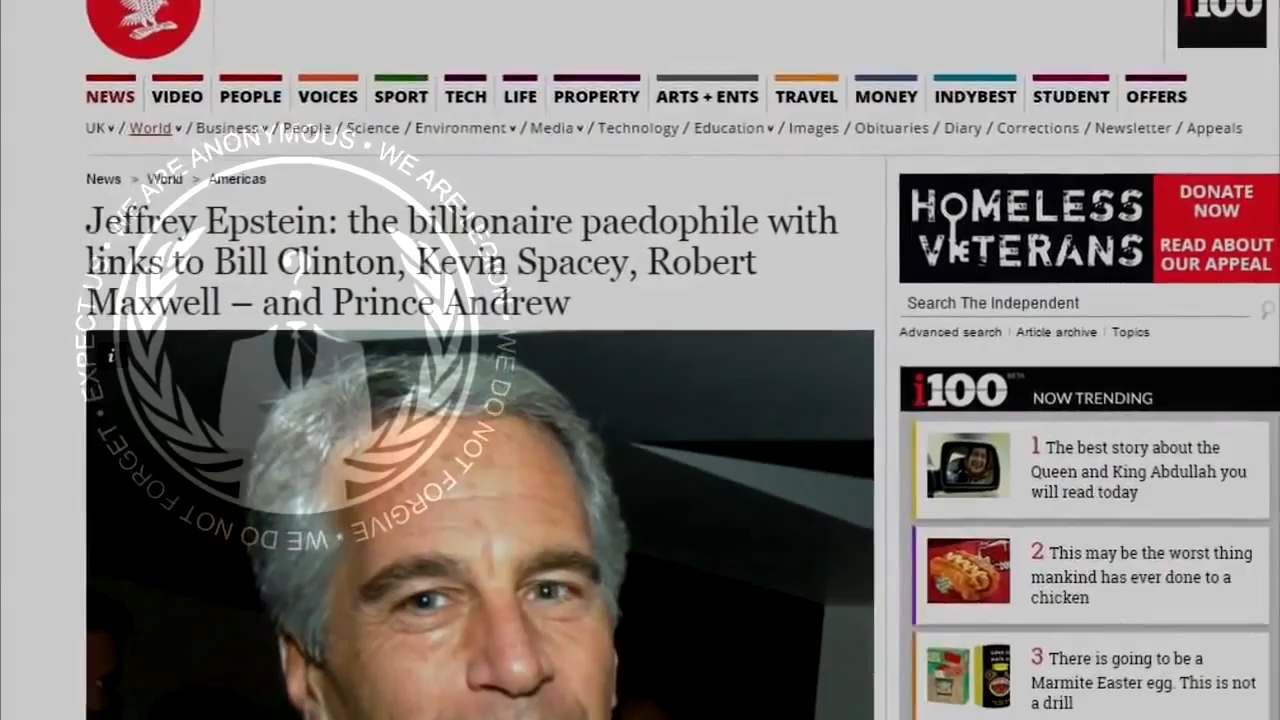 i100
NEWS VIDEO PEOPLE VOICES SPORT TECH LIFE PROPERTY ARTS + ENTS TRAVEL MONEY INDYBEST STUDENT OFFERS
UK / World / Business / People / Science / Environment / Media / Technology / Education / Images / Obituaries / Diary / Corrections / Newsletter / Appeals
News > World > Americas
Jeffrey Epstein: the billionaire paedophile with
links to Bill Clinton, Kevin Spacey, Robert
Maxwell – and Prince Andrew
i
WE ARE ANONYMOUS • WE ARE LEGION • WE DO NOT FORGIVE • WE DO NOT FORGET • EXPECT US •
HOMELESS
VETERANS
DONATE
NOW
READ ABOUT
OUR APPEAL
Search The Independent
Advanced search | Article archive | Topics
i100 BETA NOW TRENDING
1 The best story about the
Queen and King Abdullah you
will read today
2 This may be the worst thing
mankind has ever done to a
chicken
3 There is going to be a
Marmite Easter egg. This is not
a drill